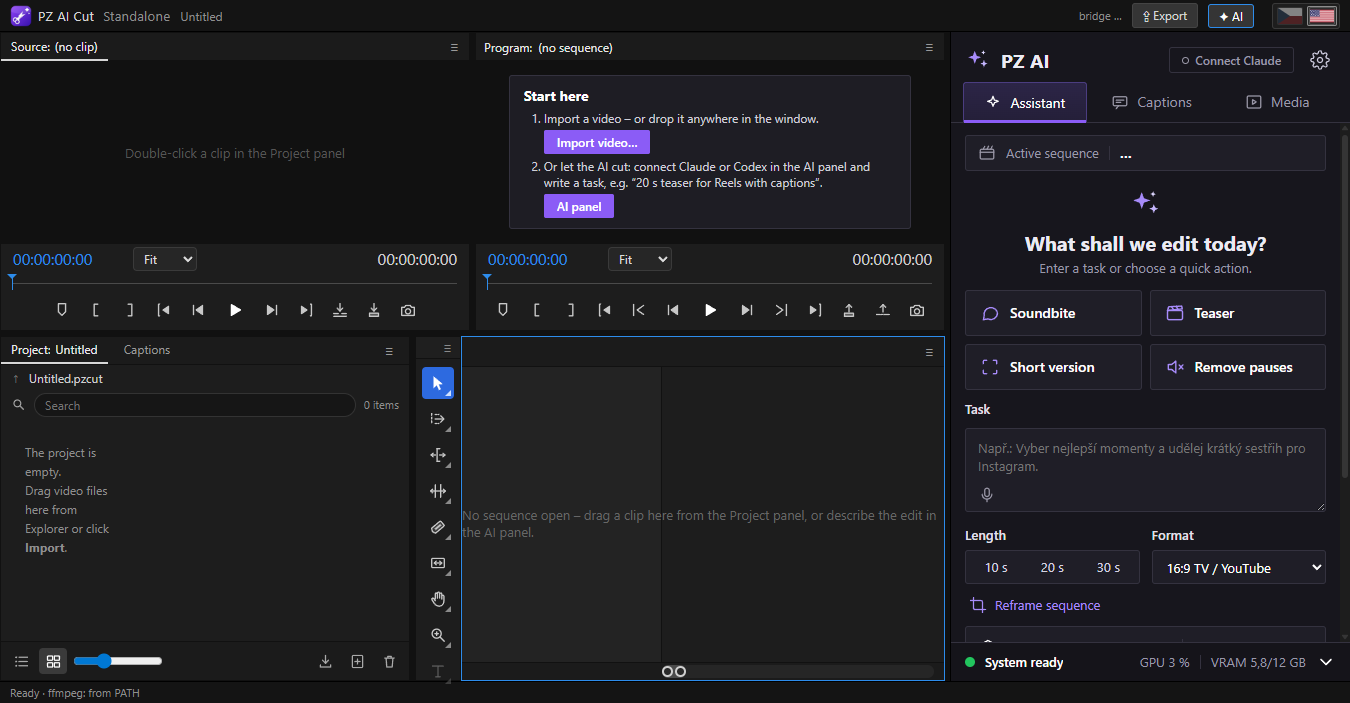 PZ AI Cut Standalone Untitled
bridge ... Export AI
Source: (no clip)
Program: (no sequence)
Double-click a clip in the Project panel
Start here
1. Import a video – or drop it anywhere in the window.
Import video...
2. Or let the AI cut: connect Claude or Codex in the AI panel and
write a task, e.g. “20 s teaser for Reels with captions”.
AI panel
00:00:00:00 Fit 00:00:00:00
00:00:00:00 Fit 00:00:00:00
Project: Untitled Captions
Untitled.pzcut
Search 0 items
The project is
empty.
Drag video files
here from
Explorer or click
Import.
No sequence open – drag a clip here from the Project panel, or describe the edit in
the AI panel.
PZ AI Connect Claude
Assistant Captions Media
Active sequence ...
What shall we edit today?
Enter a task or choose a quick action.
Soundbite Teaser
Short version Remove pauses
Task
Např.: Vyber nejlepší momenty a udělej krátký sestřih pro
Instagram.
Length Format
10 s 20 s 30 s 16:9 TV / YouTube
Reframe sequence
System ready GPU 3 % VRAM 5,8/12 GB
Ready · ffmpeg: from PATH